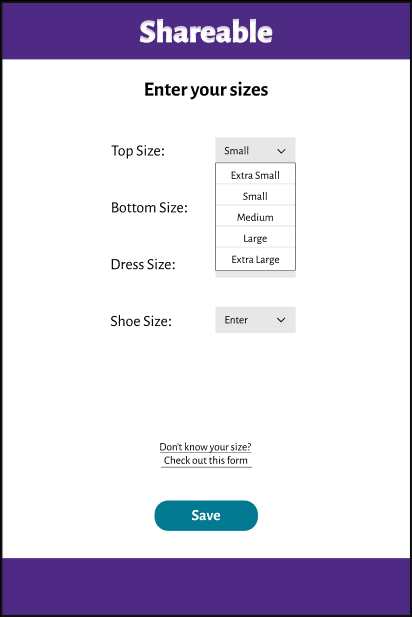 Shareable
Enter your sizes
Top Size:
Small
Extra Small
Small
Medium
Large
Extra Large
Bottom Size:
Dress Size:
Shoe Size:
Enter
Don't know your size?
Check out this form
Save